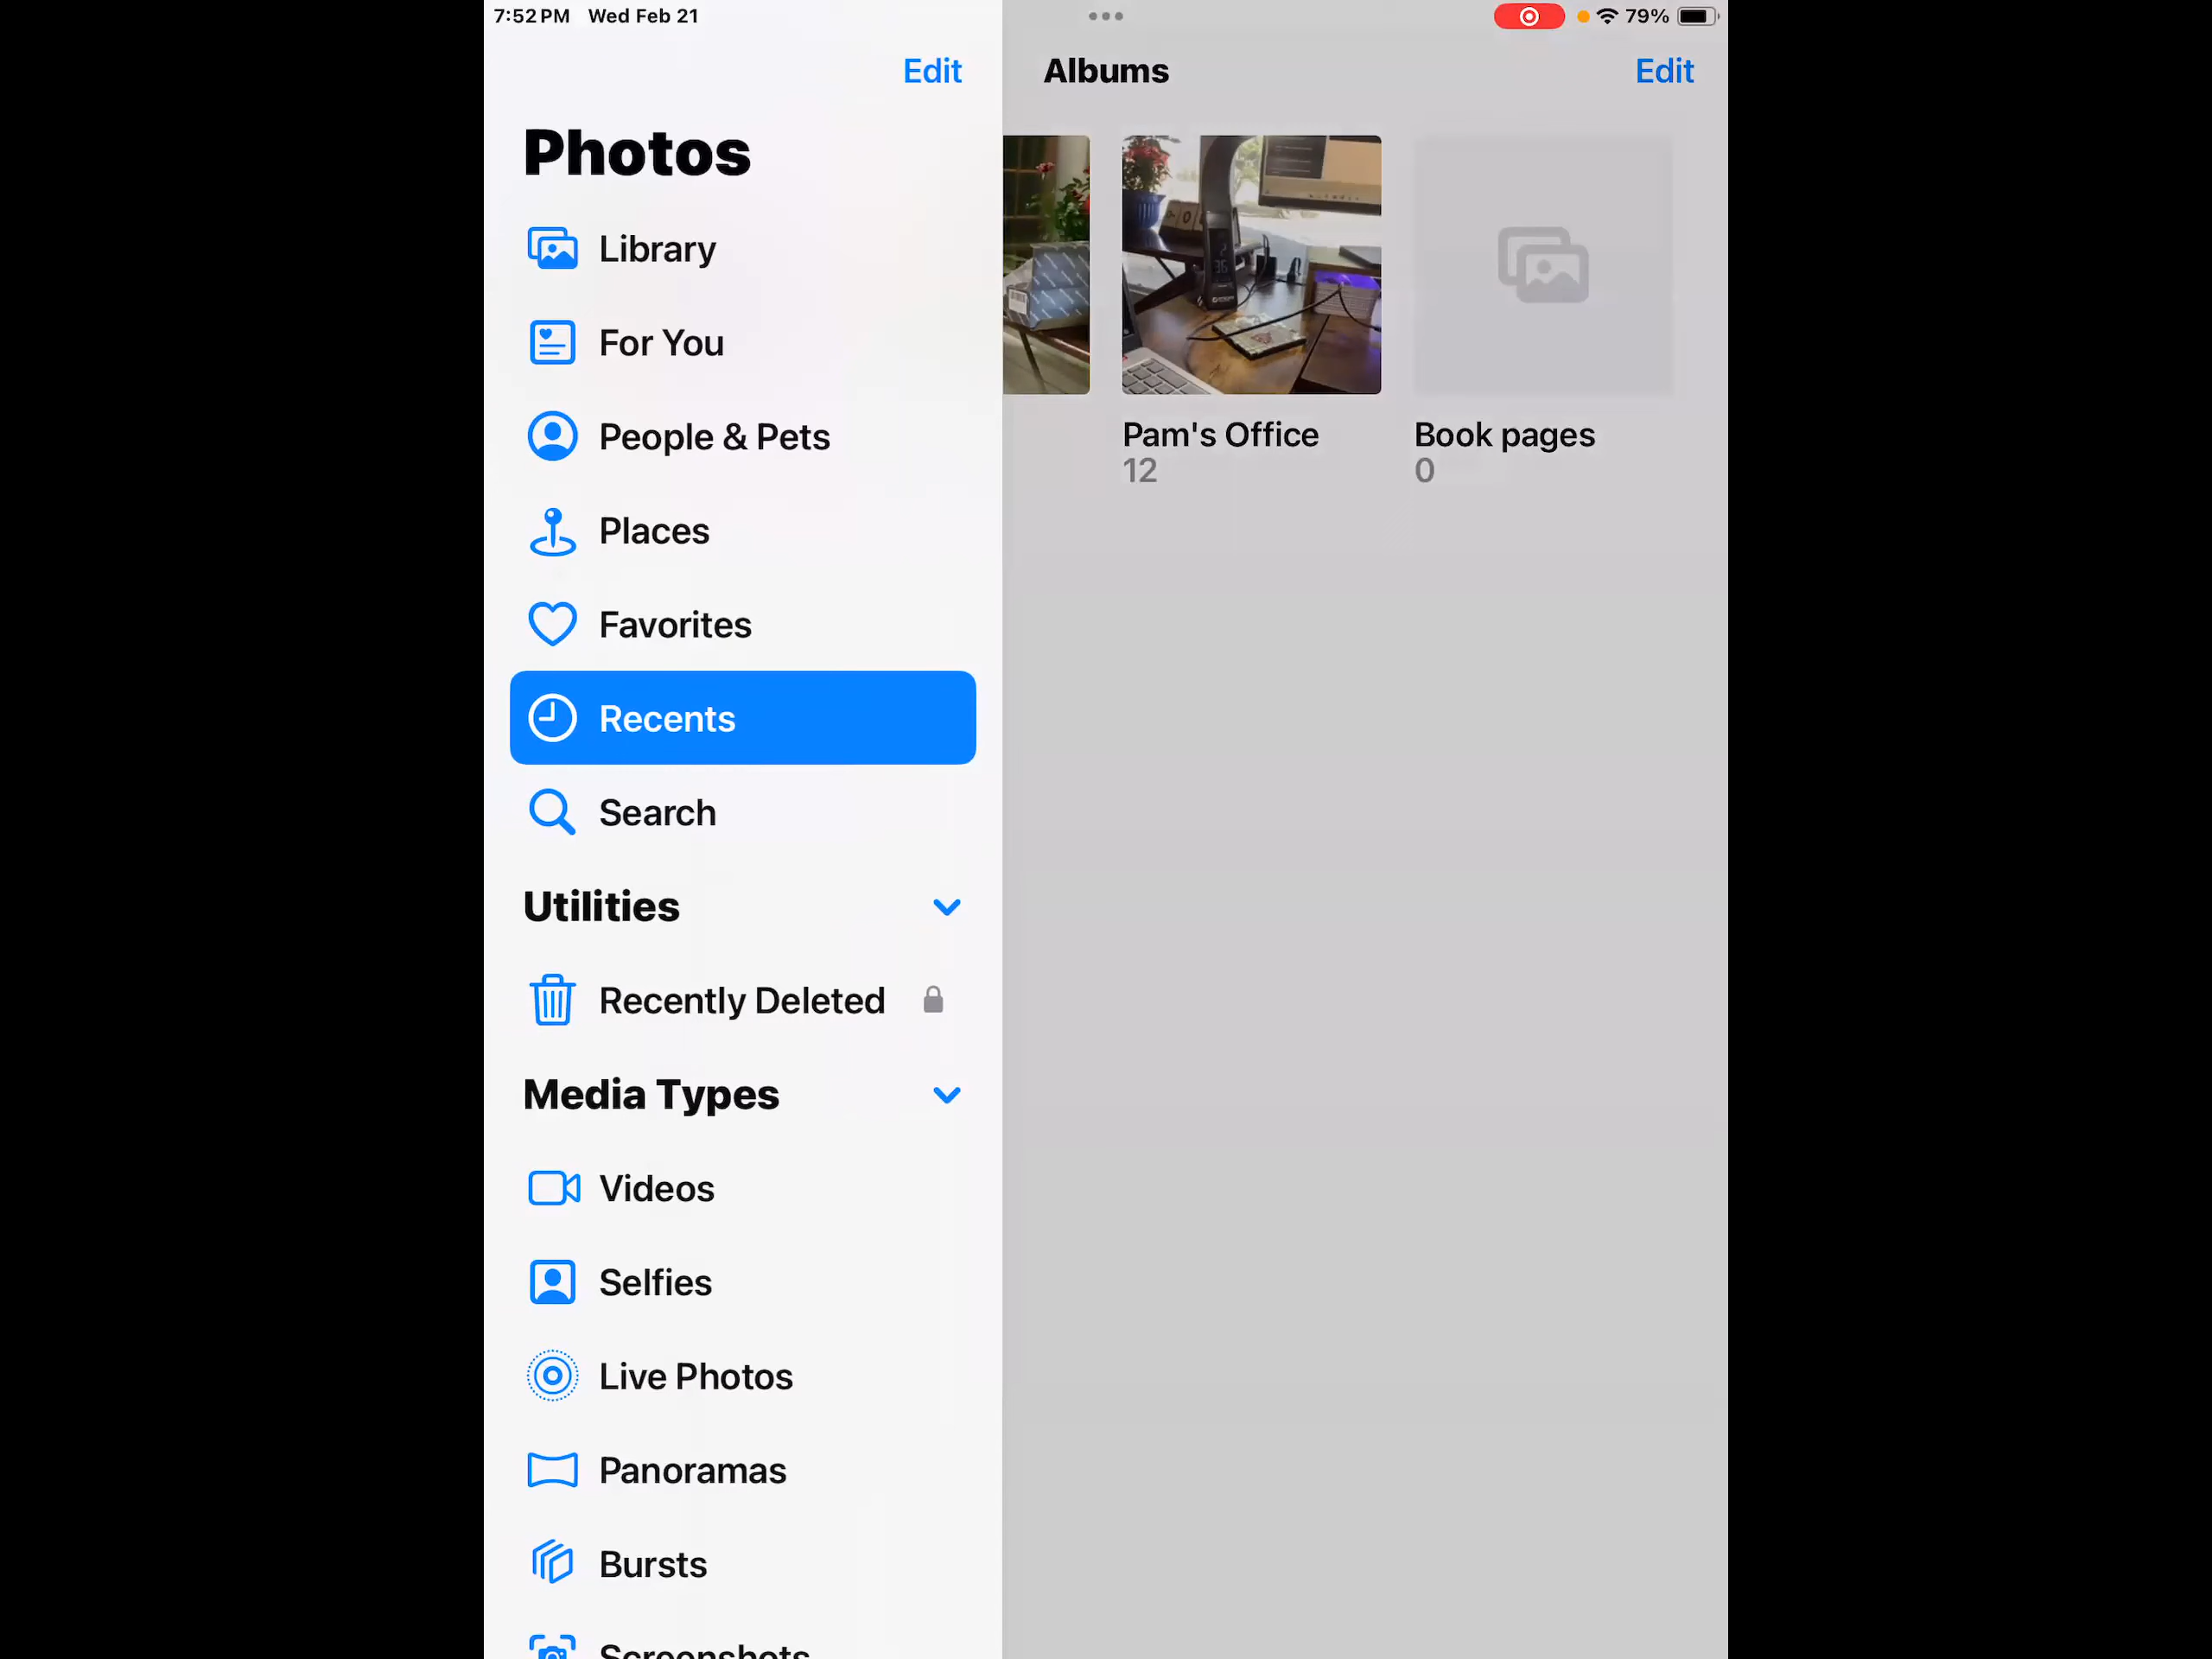 7:52 PM Wed Feb 21
79%
Edit
Albums
Edit
Photos
Library
For You
People & Pets
Places
Favorites
Recents
Search
Utilities
Recently Deleted
Media Types
Videos
Selfies
Live Photos
Panoramas
Bursts
Screenshots
Pam's Office
12
Book pages
0